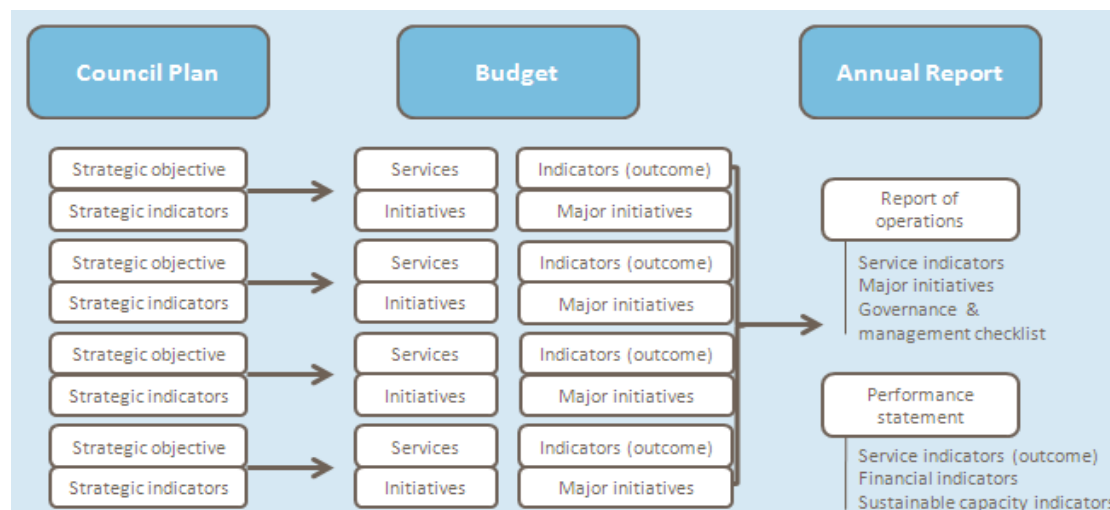 Council Plan
Budget
Annual Report
Strategic objective
Strategic indicators
Strategic objective
Strategic indicators
Strategic objective
Strategic indicators
Strategic objective
Strategic indicators
Services
Initiatives
Services
Initiatives
Services
Initiatives
Services
Initiatives
Indicators (outcome)
Major initiatives
Indicators (outcome)
Major initiatives
Indicators (outcome)
Major initiatives
Indicators (outcome)
Major initiatives
Report of
operations
Service indicators
Major initiatives
Governance &
management checklist
Performance
statement
Service indicators (outcome)
Financial indicators
Sustainable capacity indicators